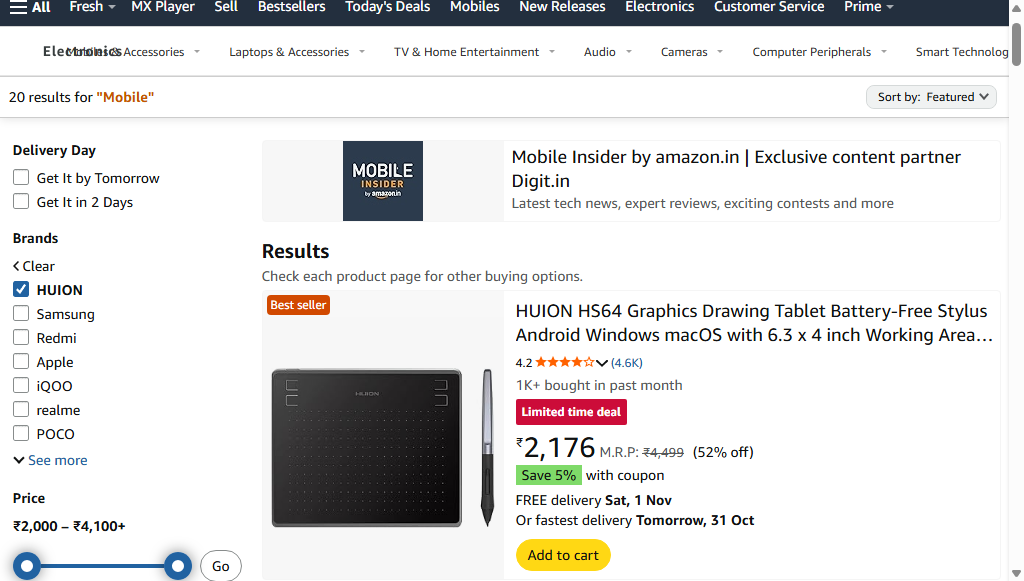 All Fresh MX Player Sell Bestsellers Today's Deals Mobiles New Releases Electronics Customer Service Prime
Electronics Mobiles & Accessories Laptops & Accessories TV & Home Entertainment Audio Cameras Computer Peripherals Smart Technolog
20 results for "Mobile"
Sort by: Featured
Delivery Day
Get It by Tomorrow
Get It in 2 Days
Brands
Clear
HUION
Samsung
Redmi
Apple
iQOO
realme
POCO
See more
Price
₹2,000 – ₹4,100+
Go
MOBILE
INSIDER
by amazon.in
Mobile Insider by amazon.in | Exclusive content partner
Digit.in
Latest tech news, expert reviews, exciting contests and more
Results
Check each product page for other buying options.
Best seller
HUION
HUION HS64 Graphics Drawing Tablet Battery-Free Stylus
Android Windows macOS with 6.3 x 4 inch Working Area…
4.2 (4.6K)
1K+ bought in past month
Limited time deal
₹2,176 M.R.P: ₹4,499 (52% off)
Save 5% with coupon
FREE delivery Sat, 1 Nov
Or fastest delivery Tomorrow, 31 Oct
Add to cart